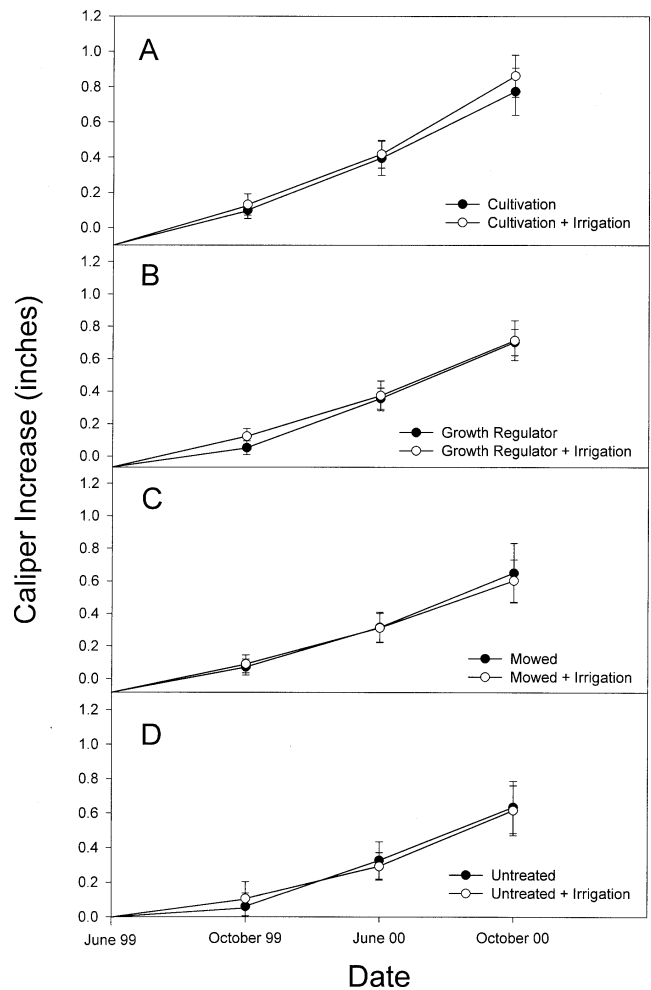 1.2
A
1.0
0.8
0.6
0.4
0.2
Cultivation
0.0
Cultivation + Irrigation
1.2
B
1.0
0.8
0.6
0.4
0.2
Growth Regulator
0.0
Growth Regulator + Irrigation
1.2
C
1.0
0.8
0.6
0.4
0.2
Mowed
0.0
Mowed + Irrigation
1.2
D
1.0
0.8
0.6
0.4
0.2
Untreated
Untreated + Irrigation
0.0
Caliper Increase (inches)
June 99 October 99 June 00 October 00
Date